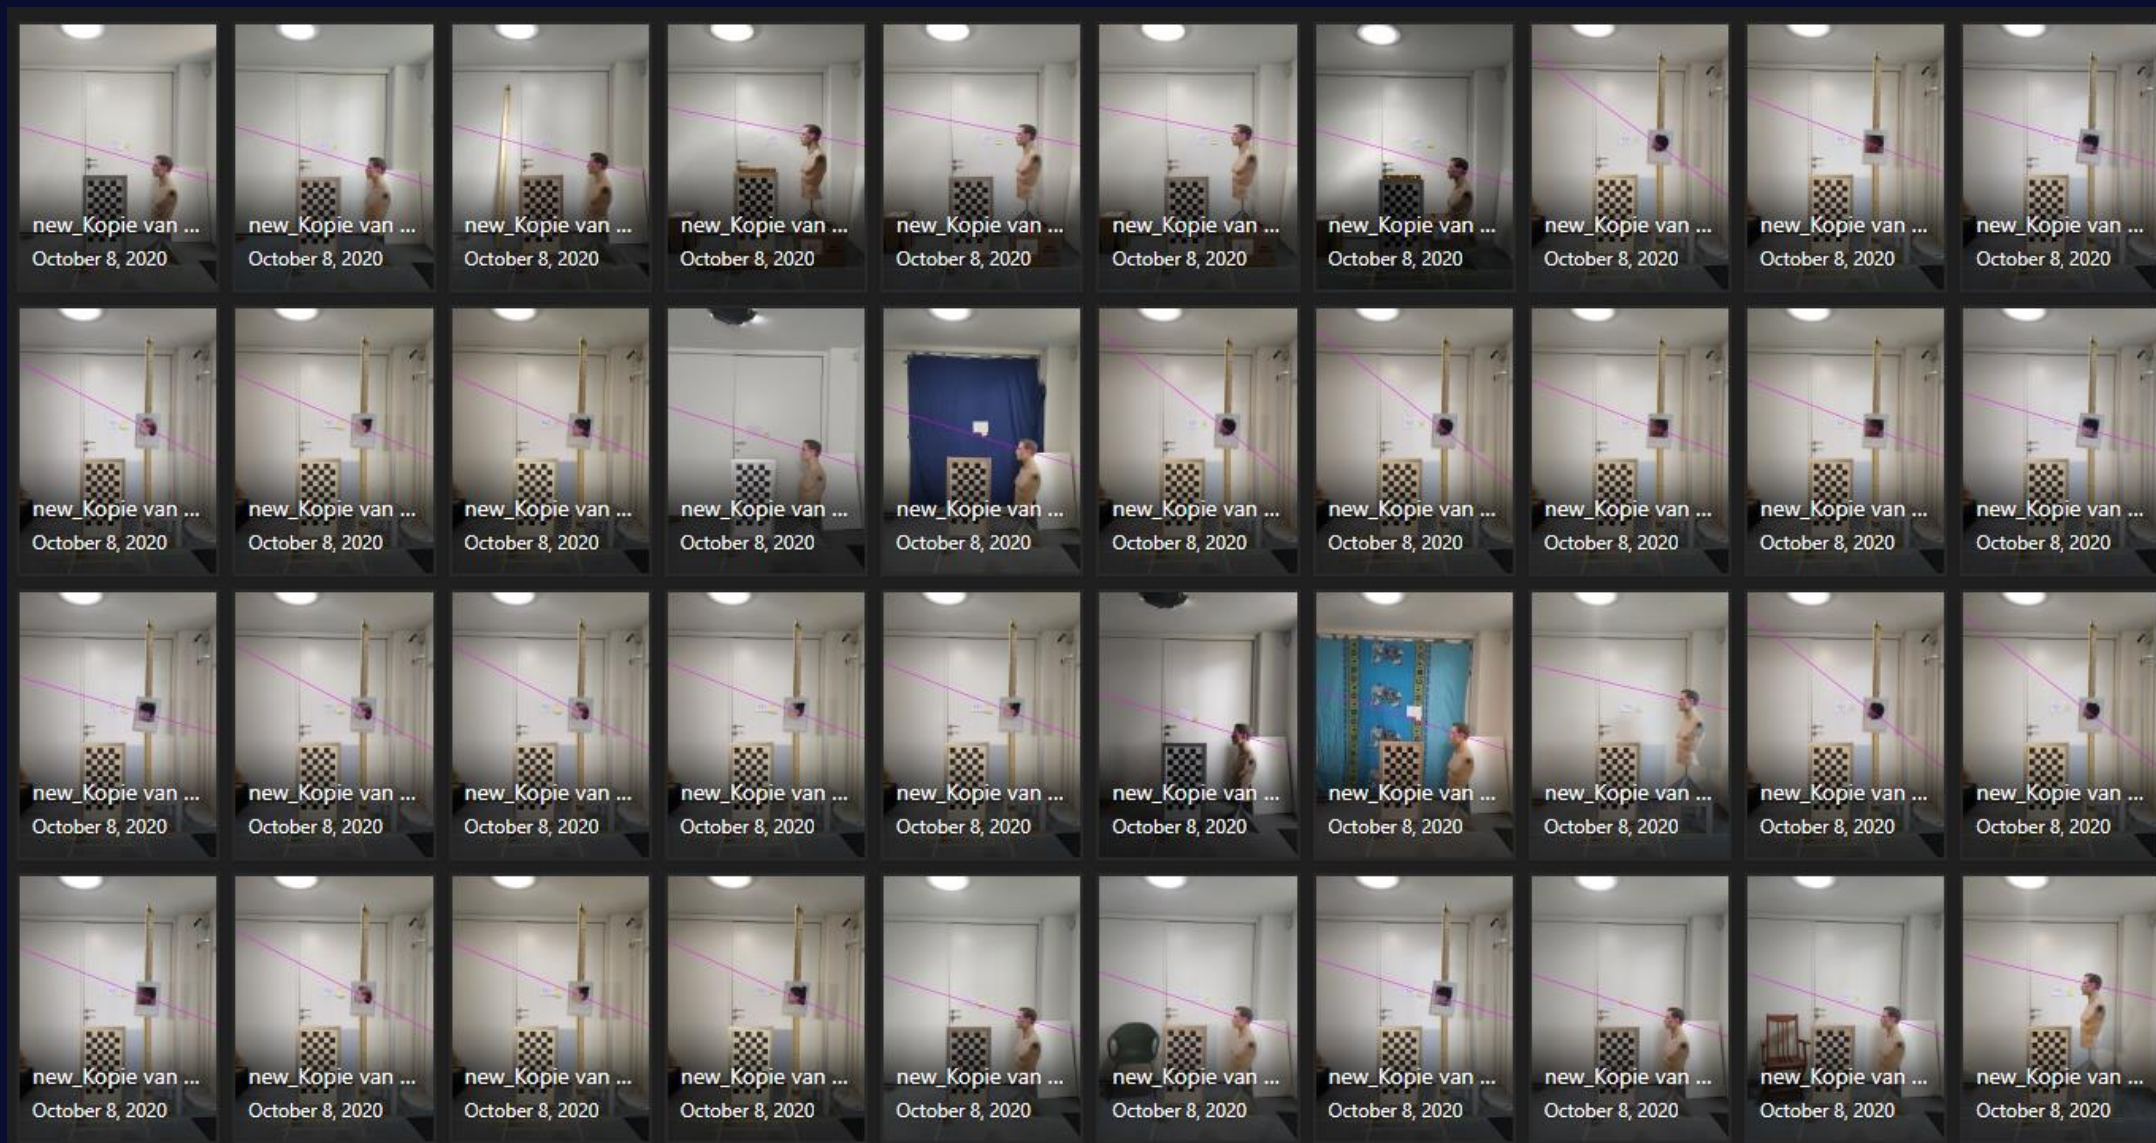 new_Kopie van ... new_Kopie van ... new_Kopie van ... new_Kopie van ... new_Kopie van ... new_Kopie van ... new_Kopie van ... new_Kopie van ... new_Kopie van ... new_Kopie van ...
October 8, 2020 October 8, 2020 October 8, 2020 October 8, 2020 October 8, 2020 October 8, 2020 October 8, 2020 October 8, 2020 October 8, 2020 October 8, 2020
new_Kopie van ... new_Kopie van ... new_Kopie van ... new_Kopie van ... new_Kopie van ... new_Kopie van ... new_Kopie van ... new_Kopie van ... new_Kopie van ... new_Kopie van ...
October 8, 2020 October 8, 2020 October 8, 2020 October 8, 2020 October 8, 2020 October 8, 2020 October 8, 2020 October 8, 2020 October 8, 2020 October 8, 2020
new_Kopie van ... new_Kopie van ... new_Kopie van ... new_Kopie van ... new_Kopie van ... new_Kopie van ... new_Kopie van ... new_Kopie van ... new_Kopie van ... new_Kopie van ...
October 8, 2020 October 8, 2020 October 8, 2020 October 8, 2020 October 8, 2020 October 8, 2020 October 8, 2020 October 8, 2020 October 8, 2020 October 8, 2020
new_Kopie van ... new_Kopie van ... new_Kopie van ... new_Kopie van ... new_Kopie van ... new_Kopie van ... new_Kopie van ... new_Kopie van ... new_Kopie van ... new_Kopie van ...
October 8, 2020 October 8, 2020 October 8, 2020 October 8, 2020 October 8, 2020 October 8, 2020 October 8, 2020 October 8, 2020 October 8, 2020 October 8, 2020